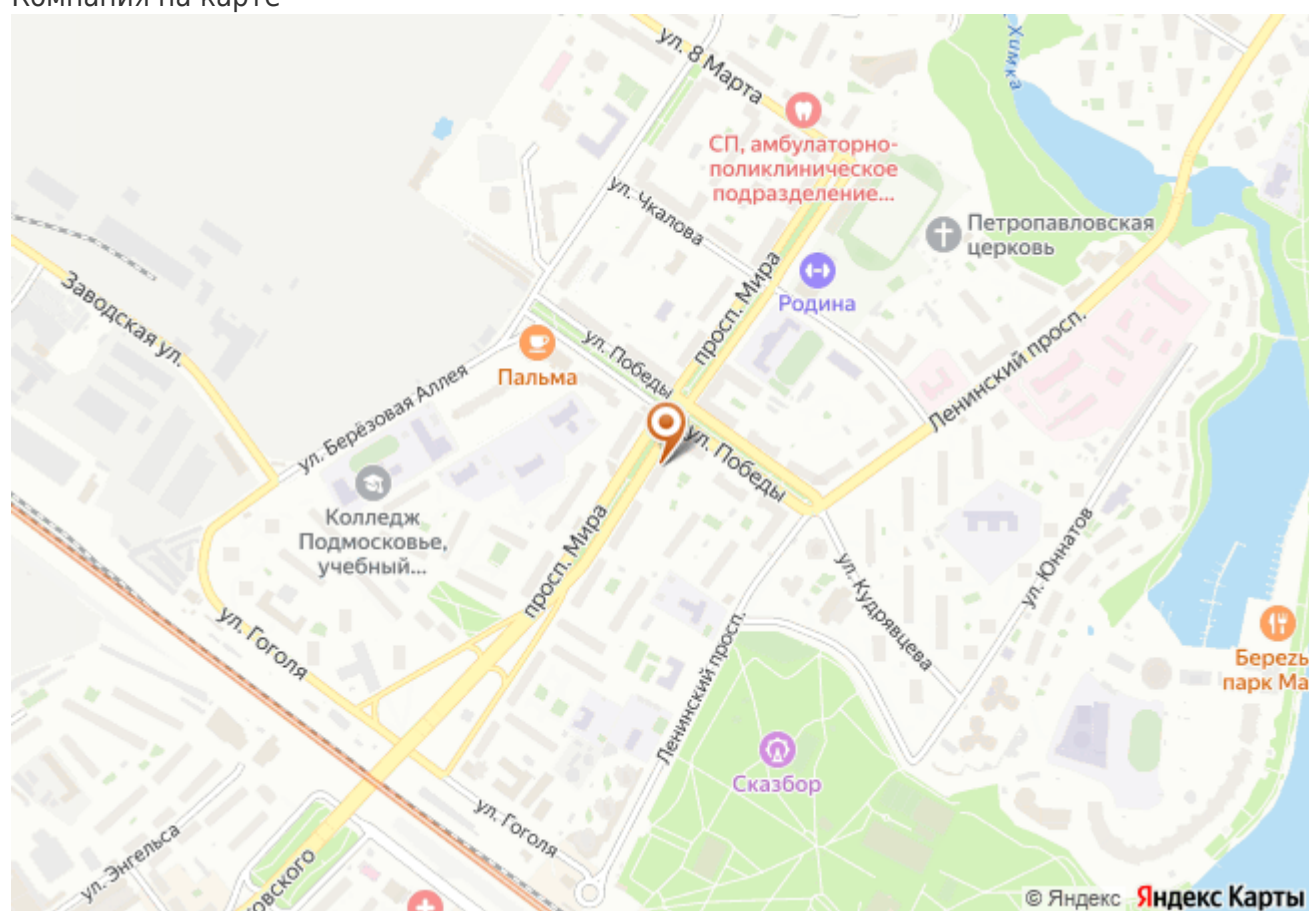 Компания на карте
ул. 8 Марта
Химка
СП, амбулаторно-
поликлиническое
подразделение...
ул. Чкалова
Петропавловская
церковь
Родина
просп. Мира
Заводская ул.
ул. Победы
Пальма
Ленинский просп.
ул. Берёзовая Аллея
ул. Победы
Колледж
Подмосковье,
учебный...
просп. Мира
ул. Юннатов
ул. Кудрявцева
ул. Гоголя
Ленинский просп.
Береzь
парк Ма
Сказбор
ул. Гоголя
ул. Энгельса
овского
© Яндекс Яндекс Карты